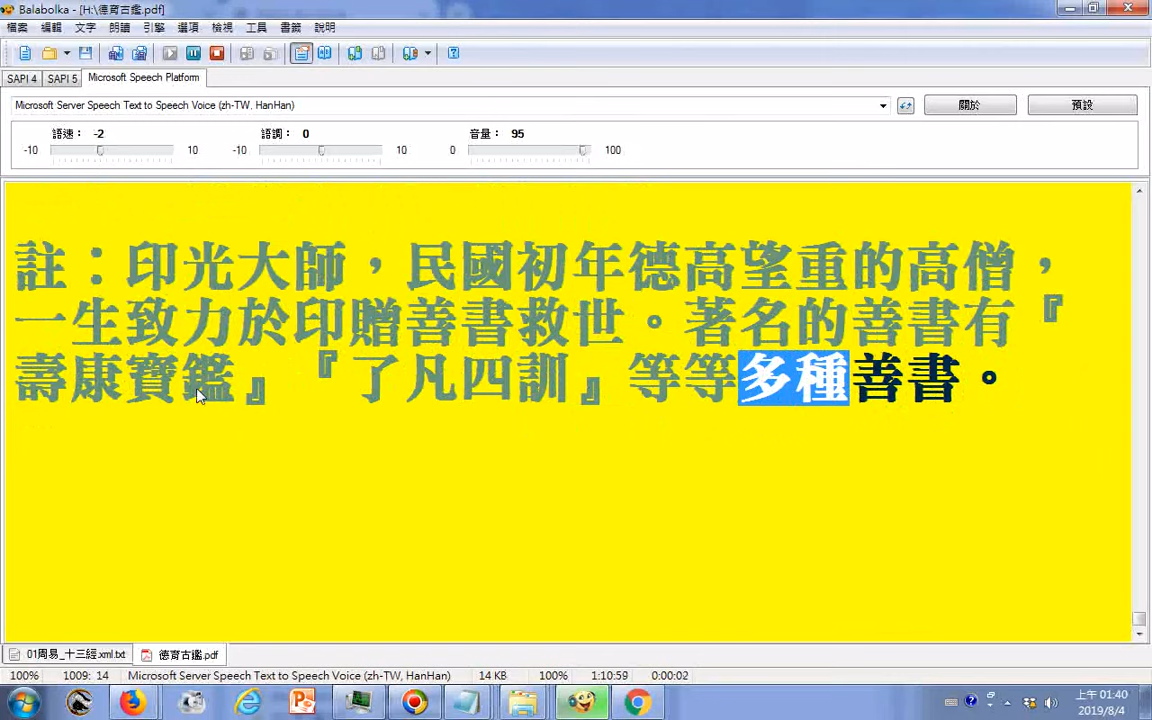 Balabolka - [H:\德育古鑑.pdf]
檔案 編輯 文字 朗讀 引擎 選項 檢視 工具 書籤 說明
SAPI 4 SAPI 5 Microsoft Speech Platform
Microsoft Server Speech Text to Speech Voice (zh-TW, HanHan) 關於 預設
語速： -2 語調： 0 音量： 95
-10 10 -10 10 0 100
註：印光大師，民國初年德高望重的高僧，
一生致力於印贈善書救世。著名的善書有『
壽康寶鑑』『了凡四訓』等等多種善書。
01周易_十三經.xml.txt 德育古鑑.pdf
100% 1009: 14 Microsoft Server Speech Text to Speech Voice (zh-TW, HanHan) 14 KB 100% 1:10:59 0:00:02
上午 01:40
2019/8/4